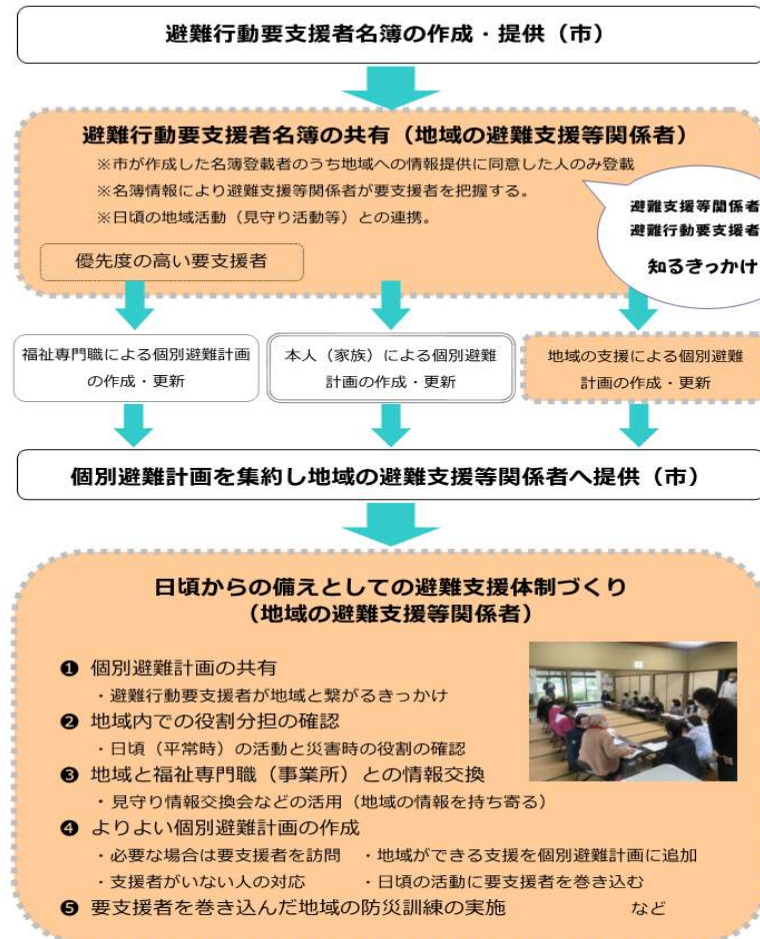 避難行動要支援者名簿の作成・提供（市）
避難行動要支援者名簿の共有（地域の避難支援等関係者）
※市が作成した名簿登載者のうち地域への情報提供に同意した人のみ登載
※名簿情報により避難支援等関係者が要支援者を把握する。
※日頃の地域活動（見守り活動等）との連携。
避難支援等関係者
避難行動要支援者
知るきっかけ
優先度の高い要支援者
福祉専門職による個別避難計画
の作成・更新
本人（家族）による個別避難
計画の作成・更新
地域の支援による個別避難
計画の作成・更新
個別避難計画を集約し地域の避難支援等関係者へ提供（市）
日頃からの備えとしての避難支援体制づくり
（地域の避難支援等関係者）
❶ 個別避難計画の共有
・避難行動要支援者が地域と繋がるきっかけ
❷ 地域内での役割分担の確認
・日頃（平常時）の活動と災害時の役割の確認
❸ 地域と福祉専門職（事業所）との情報交換
・見守り情報交換会などの活用（地域の情報を持ち寄る）
❹ よりよい個別避難計画の作成
・必要な場合は要支援者を訪問 ・地域ができる支援を個別避難計画に追加
・支援者がいない人の対応 ・日頃の活動に要支援者を巻き込む
❺ 要支援者を巻き込んだ地域の防災訓練の実施 など